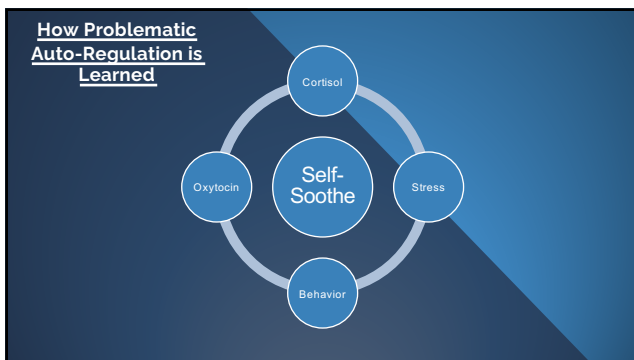 How Problematic
Auto-Regulation is
Learned
Cortisol
Oxytocin
Self-
Soothe
Stress
Behavior